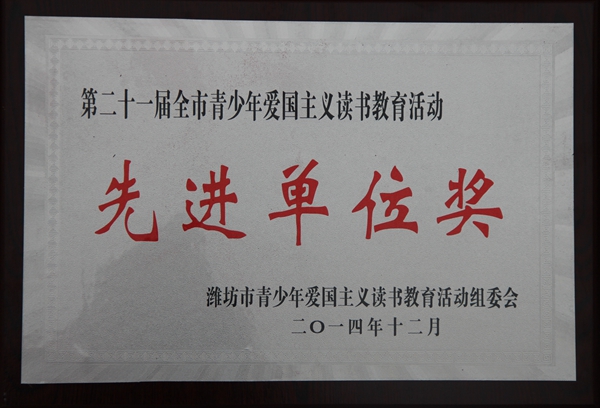 第二十一届全市青少年爱国主义读书教育活动
先进单位奖
潍坊市青少年爱国主义读书教育活动组委会
二〇一四年十二月